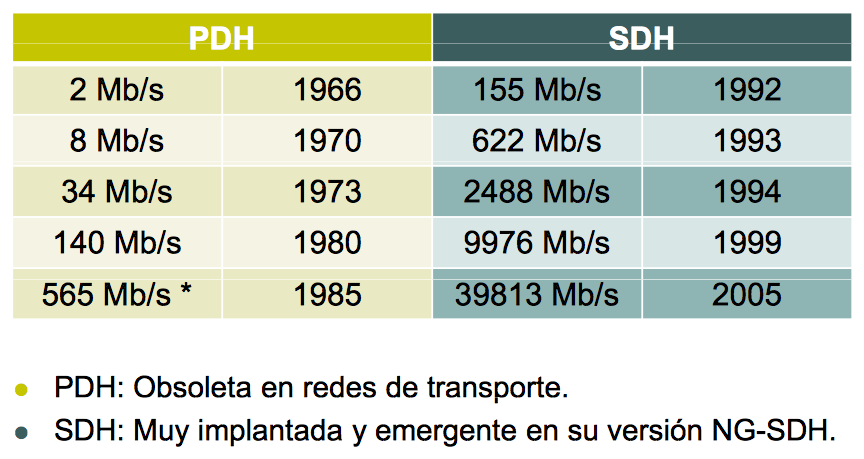 PDH SDH
2 Mb/s 1966 155 Mb/s 1992
8 Mb/s 1970 622 Mb/s 1993
34 Mb/s 1973 2488 Mb/s 1994
140 Mb/s 1980 9976 Mb/s 1999
565 Mb/s * 1985 39813 Mb/s 2005
PDH: Obsoleta en redes de transporte.
SDH: Muy implantada y emergente en su versión NG-SDH.